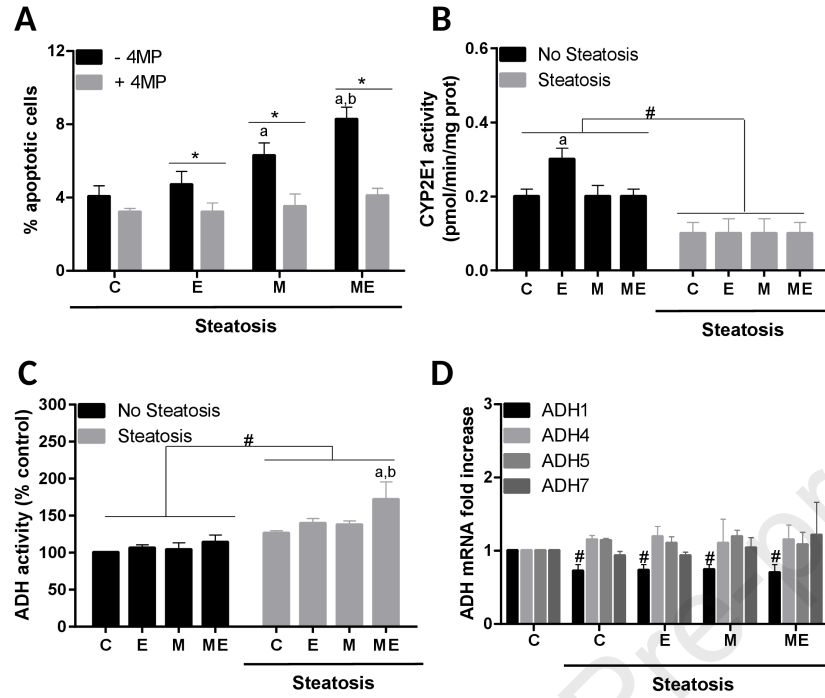 A
12
8
4
0
% apoptotic cells
- 4MP
+ 4MP
*
*
*
a
a,b
C E M ME
Steatosis
B
0.6
0.4
0.2
0.0
CYP2E1 activity
(pmol/min/mg prot)
No Steatosis
Steatosis
#
a
C E M ME C E M ME
Steatosis
C
300
250
200
150
100
50
0
ADH activity (% control)
No Steatosis
Steatosis
#
a,b
C E M ME C E M ME
Steatosis
D
3
2
1
0
ADH mRNA fold increase
ADH1
ADH4
ADH5
ADH7
# # # #
C C E M ME
Steatosis
Pre-pr